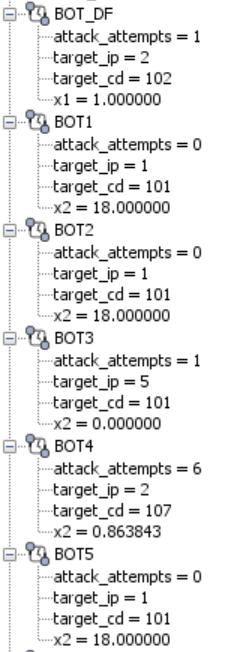 BOT_DF
attack_attempts = 1
target_ip = 2
target_cd = 102
x1 = 1.000000
BOT1
attack_attempts = 0
target_ip = 1
target_cd = 101
x2 = 18.000000
BOT2
attack_attempts = 0
target_ip = 1
target_cd = 101
x2 = 18.000000
BOT3
attack_attempts = 1
target_ip = 5
target_cd = 101
x2 = 0.000000
BOT4
attack_attempts = 6
target_ip = 2
target_cd = 107
x2 = 0.863843
BOT5
attack_attempts = 0
target_ip = 1
target_cd = 101
x2 = 18.000000